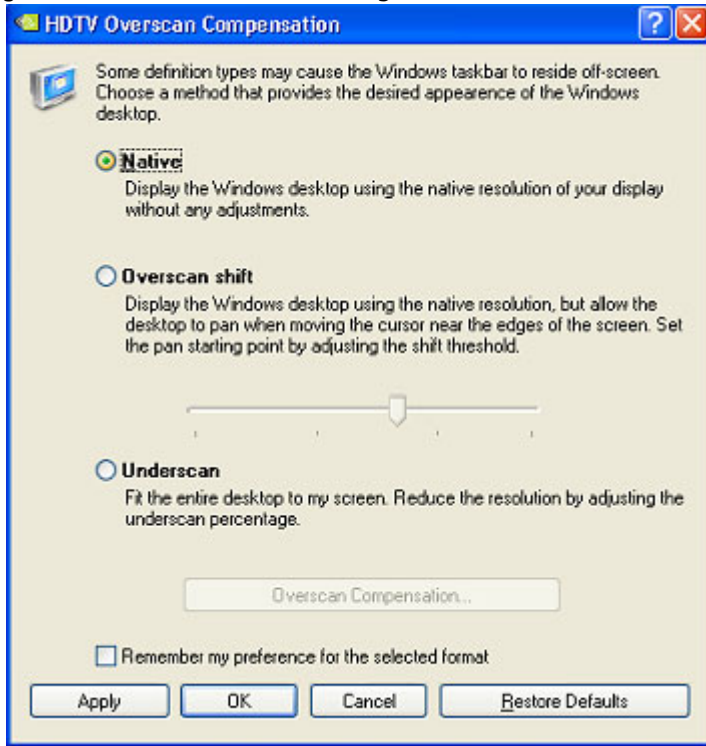 HDTV Overscan Compensation
Some definition types may cause the Windows taskbar to reside off-screen.
Choose a method that provides the desired appearence of the Windows
desktop.
Native
Display the Windows desktop using the native resolution of your display
without any adjustments.
Overscan shift
Display the Windows desktop using the native resolution, but allow the
desktop to pan when moving the cursor near the edges of the screen. Set
the pan starting point by adjusting the shift threshold.
Underscan
Fit the entire desktop to my screen. Reduce the resolution by adjusting the
underscan percentage.
Overscan Compensation...
Remember my preference for the selected format
Apply OK Cancel Restore Defaults